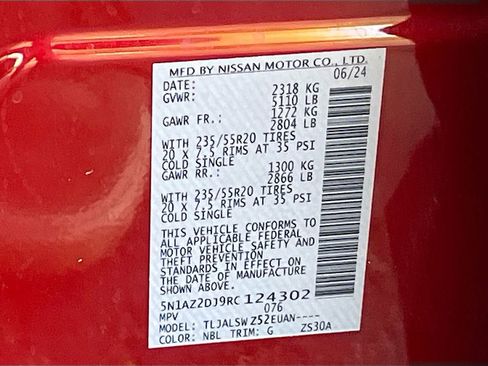 MFD BY NISSAN MOTOR CO., LTD.
DATE: 06/24
GVWR: 2318 KG
5110 LB
GAWR FR.: 1272 KG
2804 LB
WITH 235/55R20 TIRES
20 X 7.5 RIMS AT 35 PSI
COLD SINGLE
GAWR RR.: 1300 KG
2866 LB
WITH 235/55R20 TIRES
20 X 7.5 RIMS AT 35 PSI
COLD SINGLE
THIS VEHICLE CONFORMS TO
ALL APPLICABLE FEDERAL
MOTOR VEHICLE SAFETY AND
THEFT PREVENTION
STANDARDS IN EFFECT ON
THE DATE OF MANUFACTURE
SHOWN ABOVE.
5N1AZ2DJ9RC 124302
MPV 076
MODEL: TLJALSW Z52EUAN----
COLOR: NBL TRIM: G ZS30A